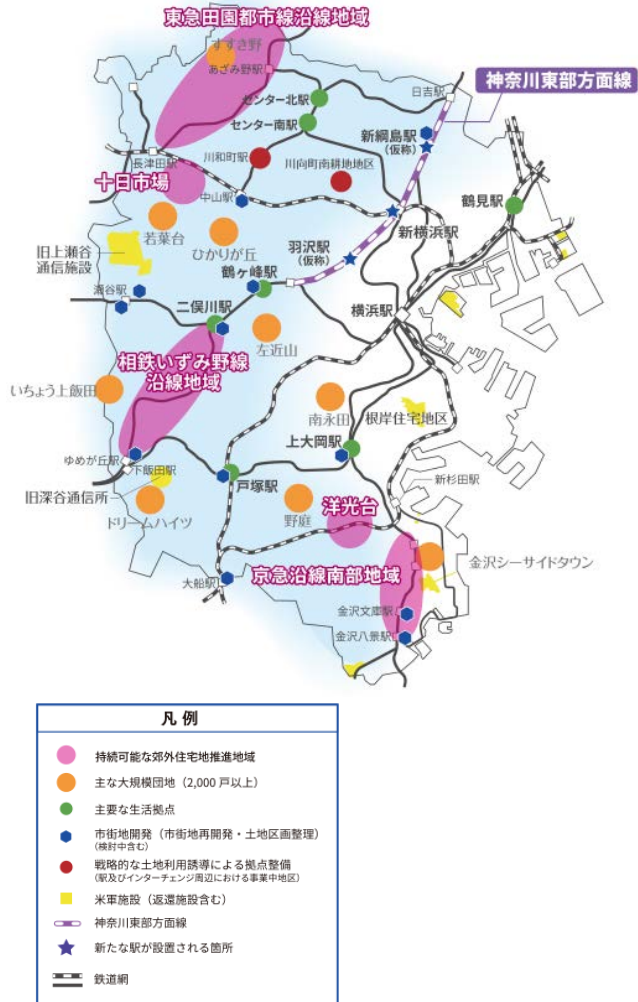 東急田園都市線沿線地域
すすき野
あざみ野駅
日吉駅
神奈川東部方面線
センター北駅
センター南駅
新綱島駅
(仮称)
長津田駅
川和町駅
川向町南耕地地区
十日市場
中山駅
鶴見駅
若葉台
ひかりが丘
羽沢駅
(仮称)
新横浜駅
旧上瀬谷
通信施設
鶴ヶ峰駅
瀬谷駅
二俣川駅
横浜駅
左近山
相鉄いずみ野線
沿線地域
いちょう上飯田
南永田
根岸住宅地区
上大岡駅
ゆめが丘駅
下飯田駅
戸塚駅
新杉田駅
旧深谷通信所
ドリームハイツ
野庭
洋光台
大船駅
京急沿線南部地域
金沢シーサイドタウン
金沢文庫駅
金沢八景駅
凡例
持続可能な郊外住宅地推進地域
主な大規模団地(2,000戸以上)
主要な生活拠点
市街地開発(市街地再開発・土地区画整理)
(検討中含む)
戦略的な土地利用誘導による拠点整備
(駅及びインターチェンジ周辺における事業中地区)
米軍施設(返還施設含む)
神奈川東部方面線
新たな駅が設置される箇所
鉄道網